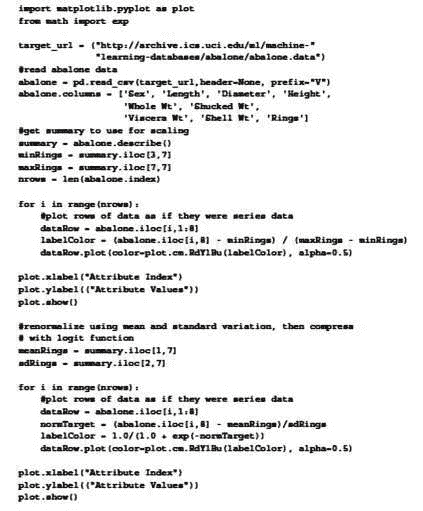 import matplotlib.pyplot as plot
from math import exp
target_url = ("http://archive.ics.uci.edu/ml/machine-"
"learning-databases/abalone/abalone.data")
#read abalone data
abalone = pd.read_csv(target_url,header=None, prefix="V")
abalone.columns = ['Sex', 'Length', 'Diameter', 'Height',
'Whole Wt', 'Shucked Wt',
'Viscera Wt', 'Shell Wt', 'Rings']
#get summary to use for scaling
summary = abalone.describe()
minRings = summary.iloc[3,7]
maxRings = summary.iloc[7,7]
nrows = len(abalone.index)
for i in range(nrows):
#plot rows of data as if they were series data
dataRow = abalone.iloc[i,1:8]
labelColor = (abalone.iloc[i,8] - minRings) / (maxRings - minRings)
dataRow.plot(color=plot.cm.RdYlBu(labelColor), alpha=0.5)
plot.xlabel("Attribute Index")
plot.ylabel(("Attribute Values"))
plot.show()
#renormalize using mean and standard variation, then compress
# with logit function
meanRings = summary.iloc[1,7]
sdRings = summary.iloc[2,7]
for i in range(nrows):
#plot rows of data as if they were series data
dataRow = abalone.iloc[i,1:8]
normTarget = (abalone.iloc[i,8] - meanRings)/sdRings
labelColor = 1.0/(1.0 + exp(-normTarget))
dataRow.plot(color=plot.cm.RdYlBu(labelColor), alpha=0.5)
plot.xlabel("Attribute Index")
plot.ylabel(("Attribute Values"))
plot.show()